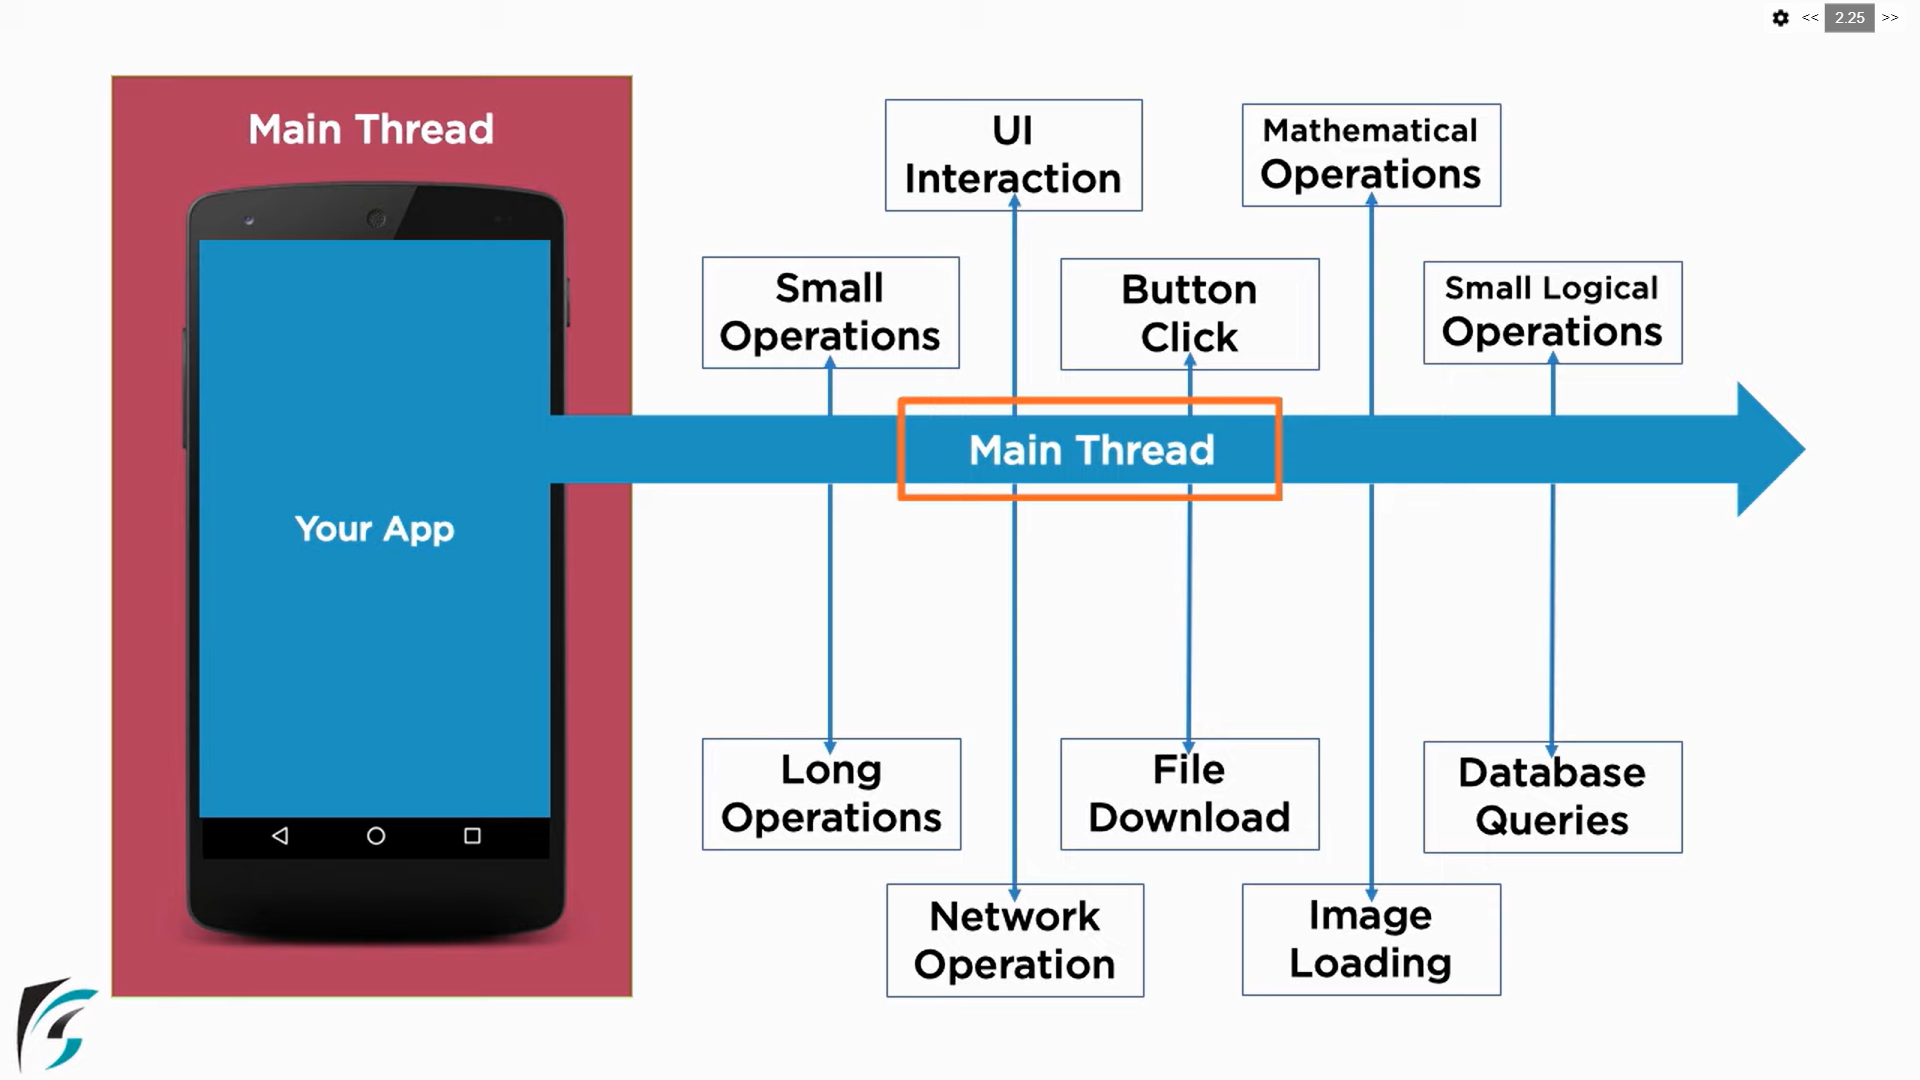 << 2.25 >>
Main Thread
Your App
UI
Interaction
Mathematical
Operations
Small
Operations
Button
Click
Small Logical
Operations
Main Thread
Long
Operations
File
Download
Database
Queries
Network
Operation
Image
Loading